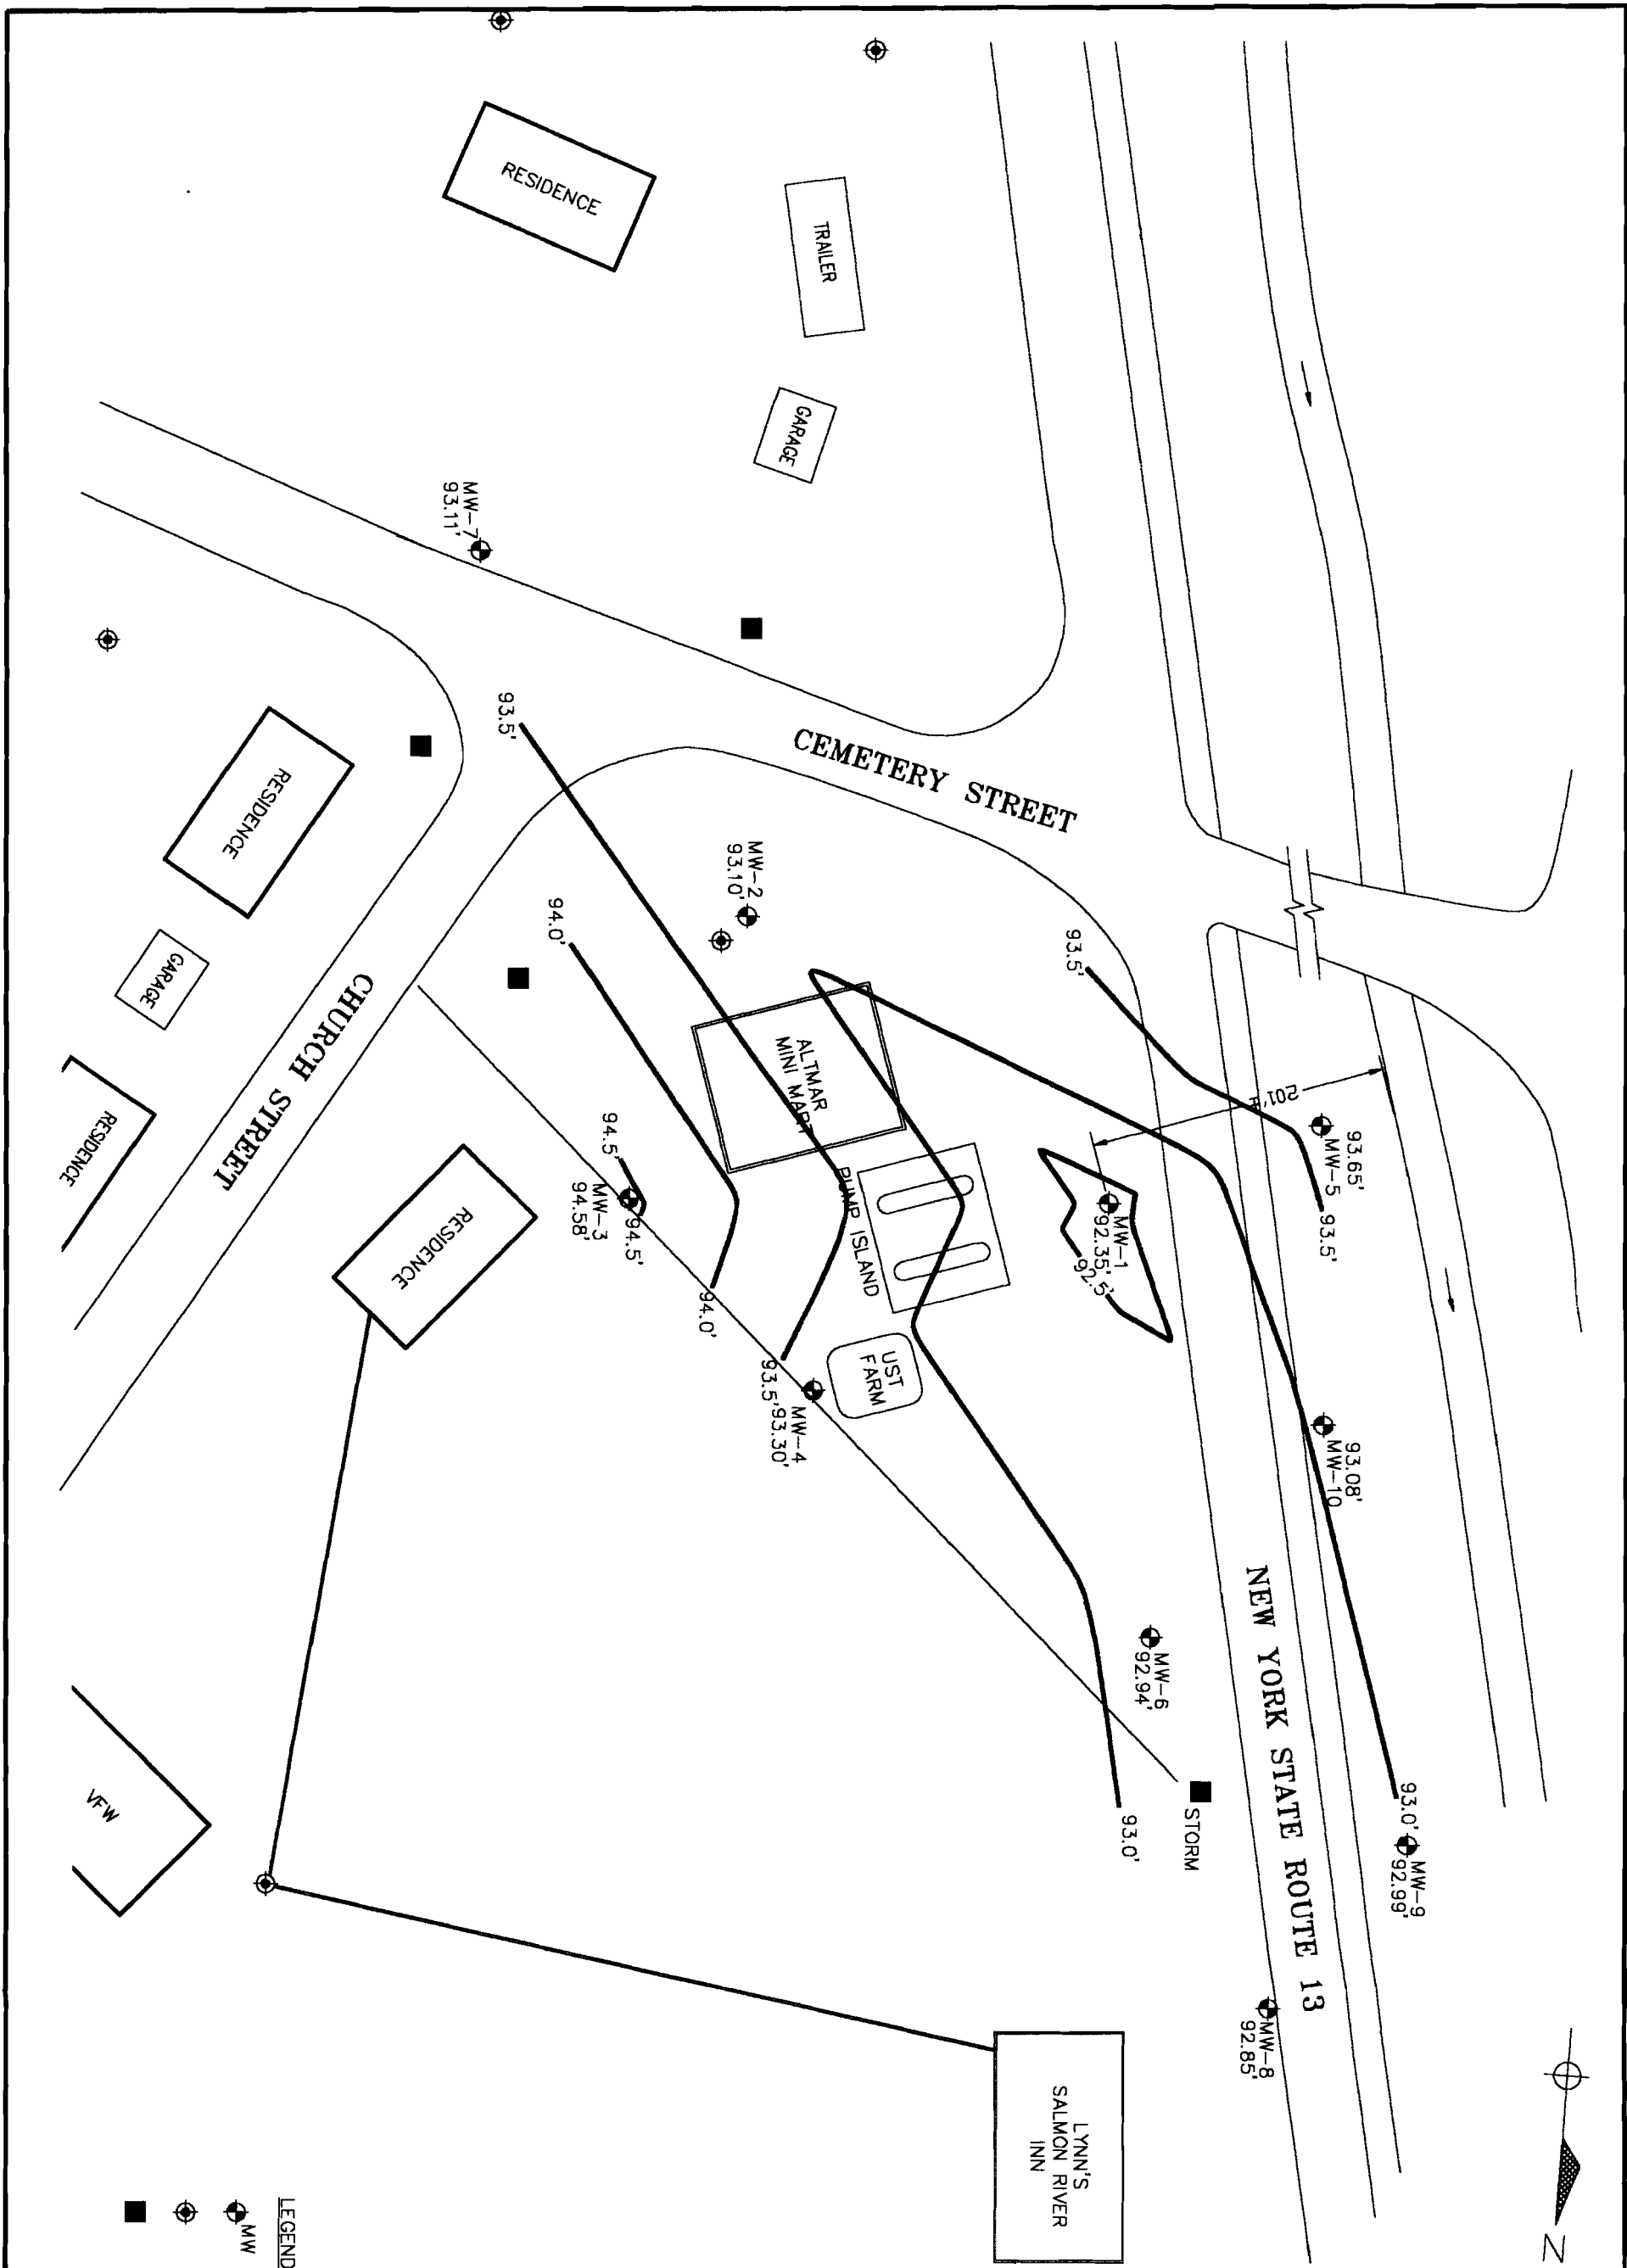 RESIDENCE
TRAILER
GARAGE
MW-7
93.11'
93.5'
CEMETERY STREET
RESIDENCE
GARAGE
CHURCH STREET
RESIDENCE
RESIDENCE
MW-2
93.10'
94.0'
93.5'
ALTMAR
MINI MART
201'±
93.65'
MW-5
93.5'
94.5'
MW-3
94.58'
94.5'
PUMP ISLAND
MW-1
92.35'
92.5'
94.0'
UST
FARM
93.5'
MW-4
93.30'
93.08'
MW-10
MW-6
92.94'
NEW YORK STATE ROUTE 13
STORM
93.0'
93.0'
MW-9
92.99'
VFW
MW-8
92.85'
LYNN'S
SALMON RIVER
INN
N
LEGEND
MW